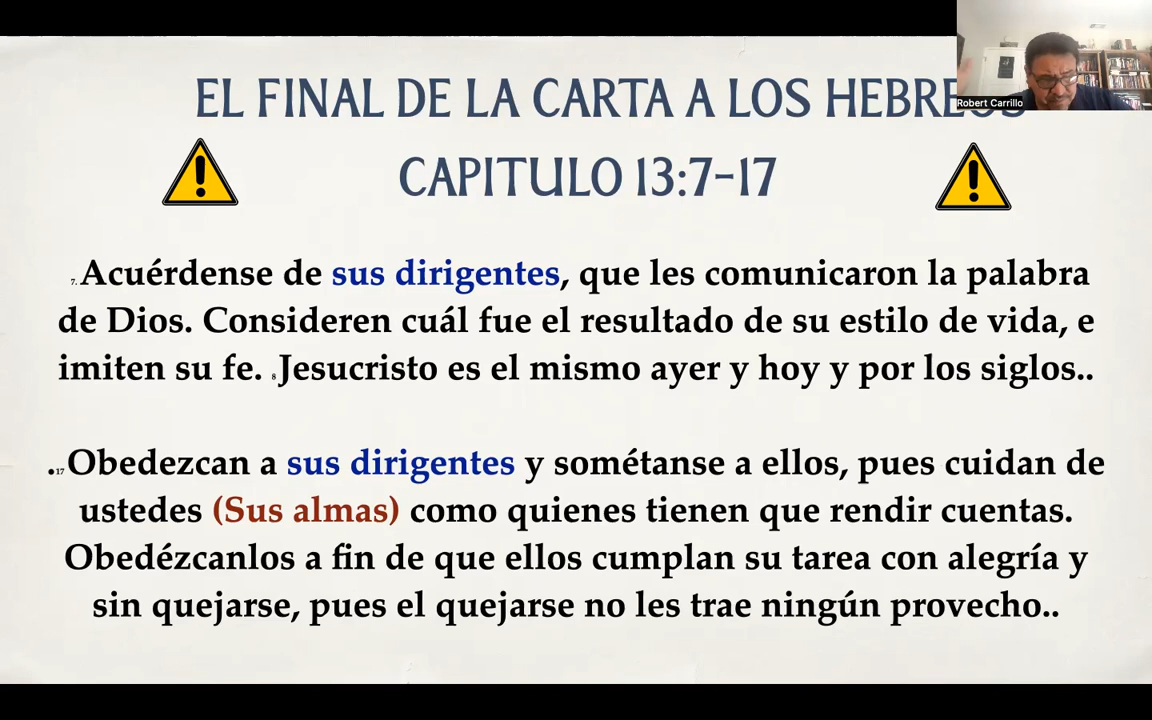 EL FINAL DE LA CARTA A LOS HEBREOS
Robert Carrillo
CAPITULO 13:7-17
7. Acuérdense de sus dirigentes, que les comunicaron la palabra
de Dios. Consideren cuál fue el resultado de su estilo de vida, e
imiten su fe. 8 Jesucristo es el mismo ayer y hoy y por los siglos..
.17 Obedezcan a sus dirigentes y sométanse a ellos, pues cuidan de
ustedes (Sus almas) como quienes tienen que rendir cuentas.
Obedézcanlos a fin de que ellos cumplan su tarea con alegría y
sin quejarse, pues el quejarse no les trae ningún provecho..